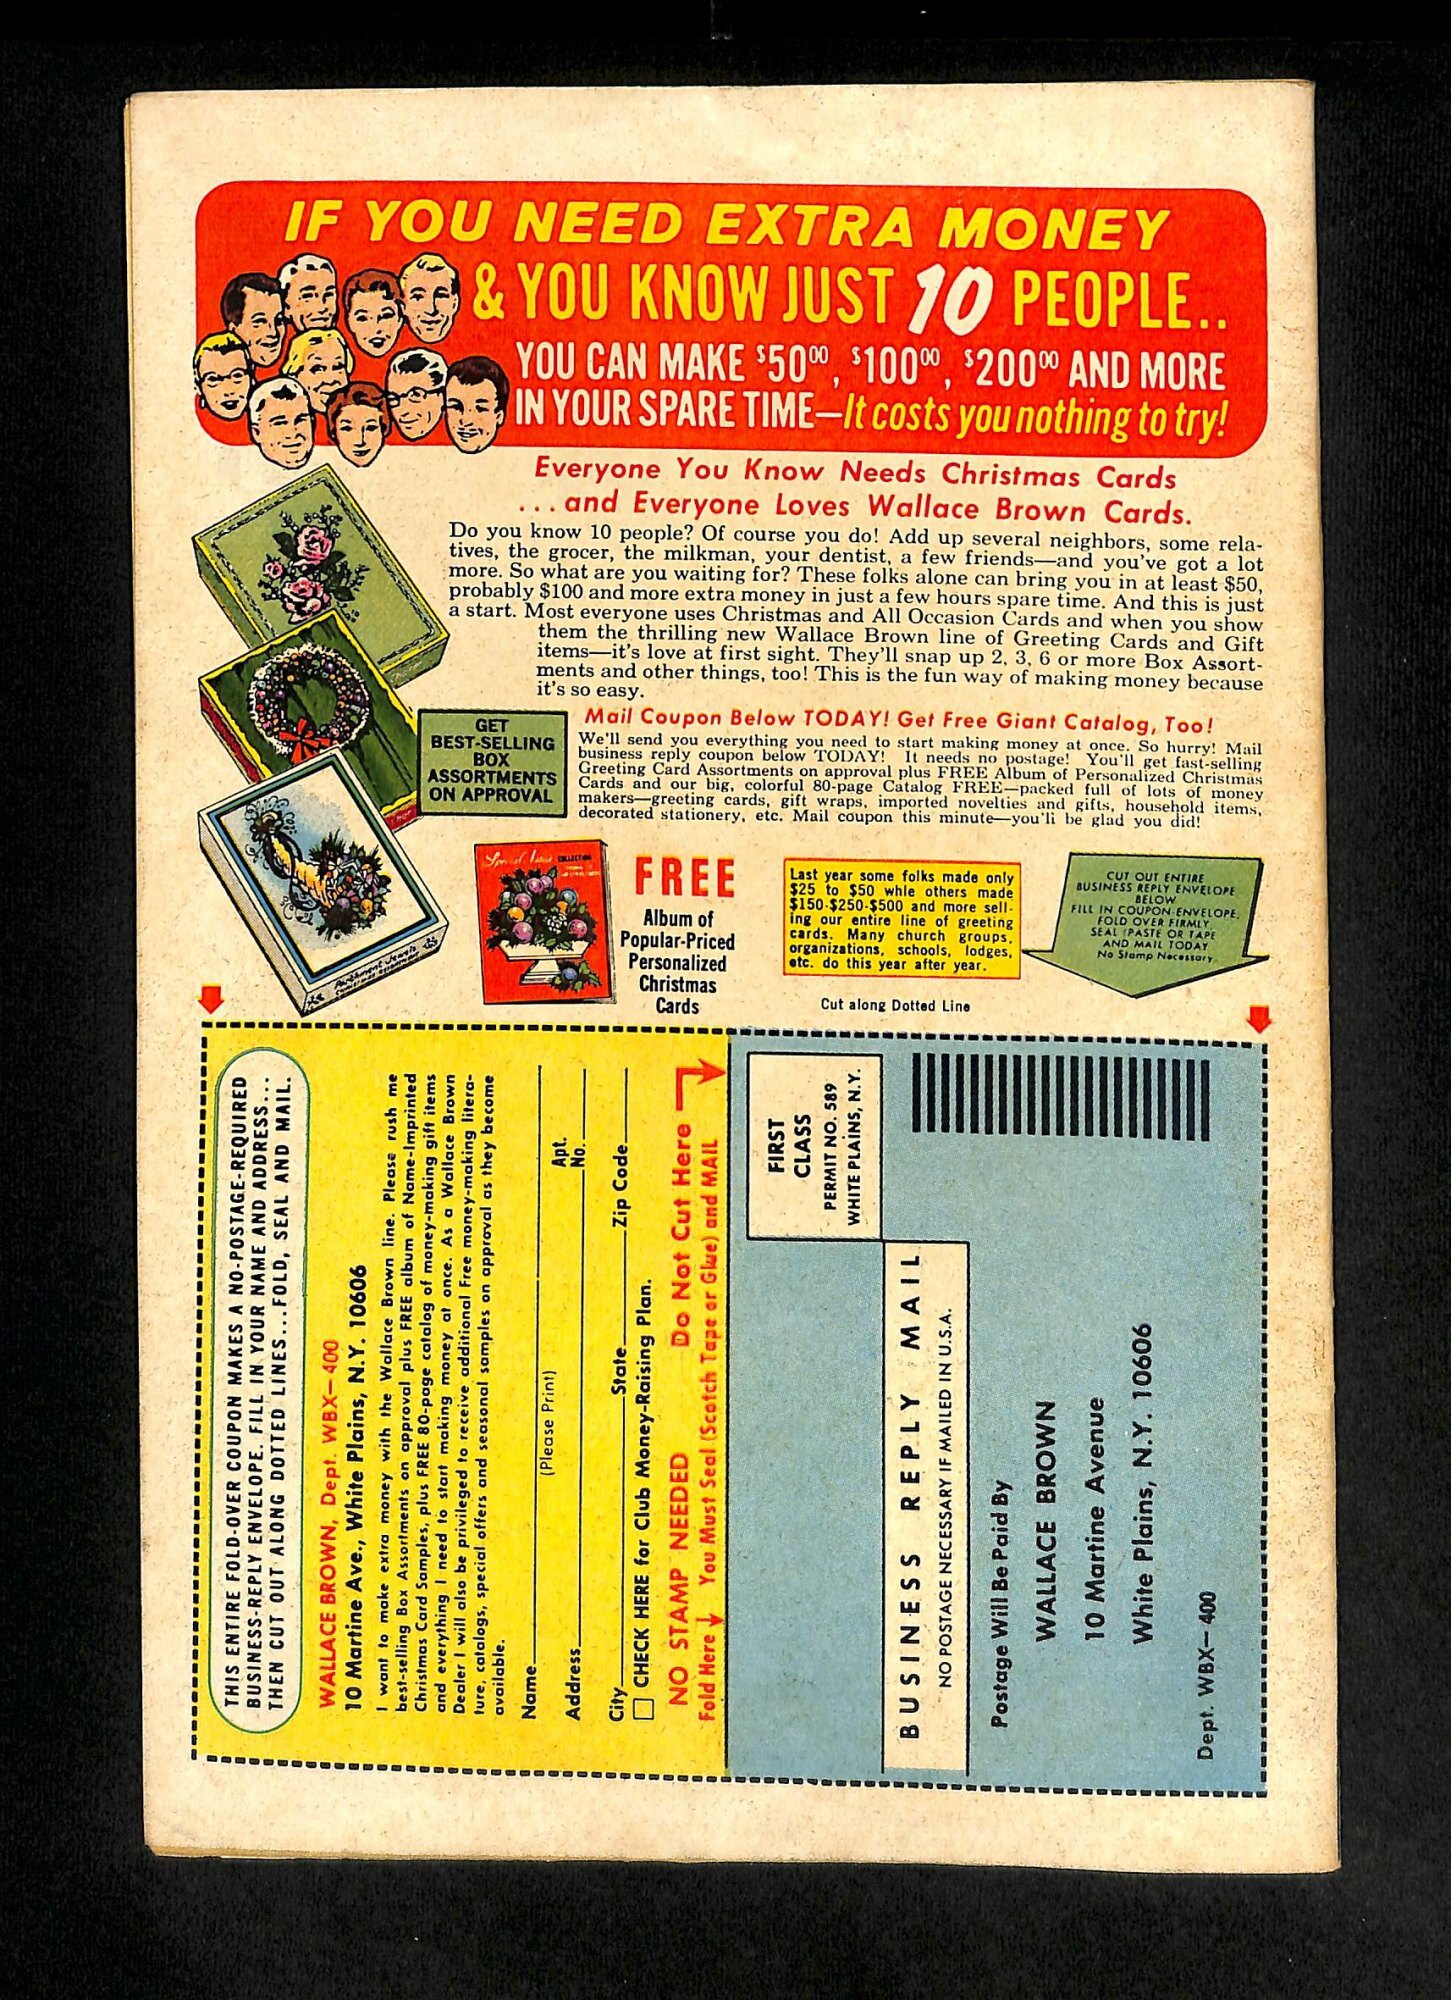 IF YOU NEED EXTRA MONEY
& YOU KNOW JUST 10 PEOPLE..
YOU CAN MAKE $50⁰⁰, $100⁰⁰, $200⁰⁰ AND MORE
IN YOUR SPARE TIME—It costs you nothing to try!
Everyone You Know Needs Christmas Cards
...and Everyone Loves Wallace Brown Cards.
Do you know 10 people? Of course you do! Add up several neighbors, some rela-
tives, the grocer, the milkman, your dentist, a few friends—and you've got a lot
more. So what are you waiting for? These folks alone can bring you in at least $50,
probably $100 and more extra money in just a few hours spare time. And this is just
a start. Most everyone uses Christmas and All Occasion Cards and when you show
them the thrilling new Wallace Brown line of Greeting Cards and Gift
items—it's love at first sight. They'll snap up 2, 3, 6 or more Box Assort-
ments and other things, too! This is the fun way of making money because
it's so easy.
GET
BEST-SELLING
BOX
ASSORTMENTS
ON APPROVAL
Mail Coupon Below TODAY! Get Free Giant Catalog, Too!
We'll send you everything you need to start making money at once. So hurry! Mail
business reply coupon below TODAY! It needs no postage! You'll get fast-selling
Greeting Card Assortments on approval plus FREE Album of Personalized Christmas
Cards and our big, colorful 80-page Catalog FREE—packed full of lots of money
makers—greeting cards, gift wraps, imported novelties and gifts, household items,
decorated stationery, etc. Mail coupon this minute—you'll be glad you did!
FREE
Album of
Popular-Priced
Personalized
Christmas
Cards
Last year some folks made only
$25 to $50 whle others made
$150-$250-$500 and more sell-
ing our entire line of greeting
cards. Many church groups,
organizations, schools, lodges,
etc. do this year after year.
Cut along Dotted Line
CUT OUT ENTIRE
BUSINESS REPLY ENVELOPE
BELOW
FILL IN COUPON-ENVELOPE,
FOLD OVER FIRMLY
SEAL (PASTE OR TAPE
AND MAIL TODAY
No Stamp Necessary
THIS ENTIRE FOLD-OVER COUPON MAKES A NO-POSTAGE-REQUIRED
BUSINESS-REPLY ENVELOPE. FILL IN YOUR NAME AND ADDRESS...
THEN CUT OUT ALONG DOTTED LINES...FOLD, SEAL AND MAIL.
WALLACE BROWN, Dept. WBX—400
10 Martine Ave., White Plains, N.Y. 10606
I want to make extra money with the Wallace Brown line. Please rush me
best-selling Box Assortments on approval plus FREE album of Name-Imprinted
Christmas Card Samples, plus FREE 80-page catalog of money-making gift items
and everything I need to start making money at once. As a Wallace Brown
Dealer I will also be privileged to receive additional Free money-making litera-
ture, catalogs, special offers and seasonal samples on approval as they become
available.
Name
(Please Print)
Address Apt. No.
City State Zip Code
CHECK HERE for Club Money-Raising Plan.
NO STAMP NEEDED Do Not Cut Here
Fold Here You Must Seal (Scotch Tape or Glue) and MAIL
FIRST
CLASS
PERMIT NO. 589
WHITE PLAINS, N.Y.
BUSINESS REPLY MAIL
NO POSTAGE NECESSARY IF MAILED IN U.S.A.
Postage Will Be Paid By
WALLACE BROWN
10 Martine Avenue
White Plains, N.Y. 10606
Dept. WBX—400